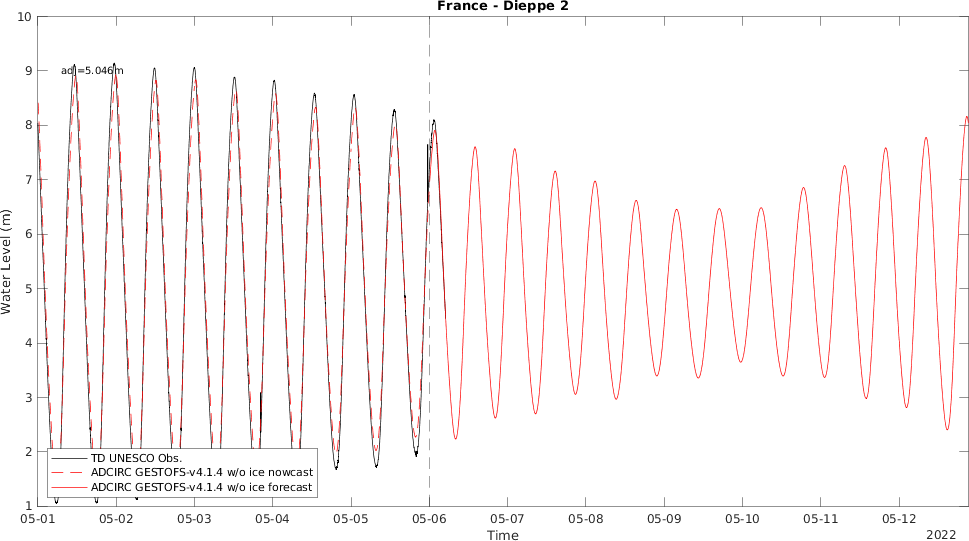 France - Dieppe 2
10
9
8
7
6
5
4
3
2
1
Water Level (m)
adj=5.046m
TD UNESCO Obs.
ADCIRC GESTOFS-v4.1.4 w/o ice nowcast
ADCIRC GESTOFS-v4.1.4 w/o ice forecast
05-01 05-02 05-03 05-04 05-05 05-06 05-07 05-08 05-09 05-10 05-11 05-12
Time
2022